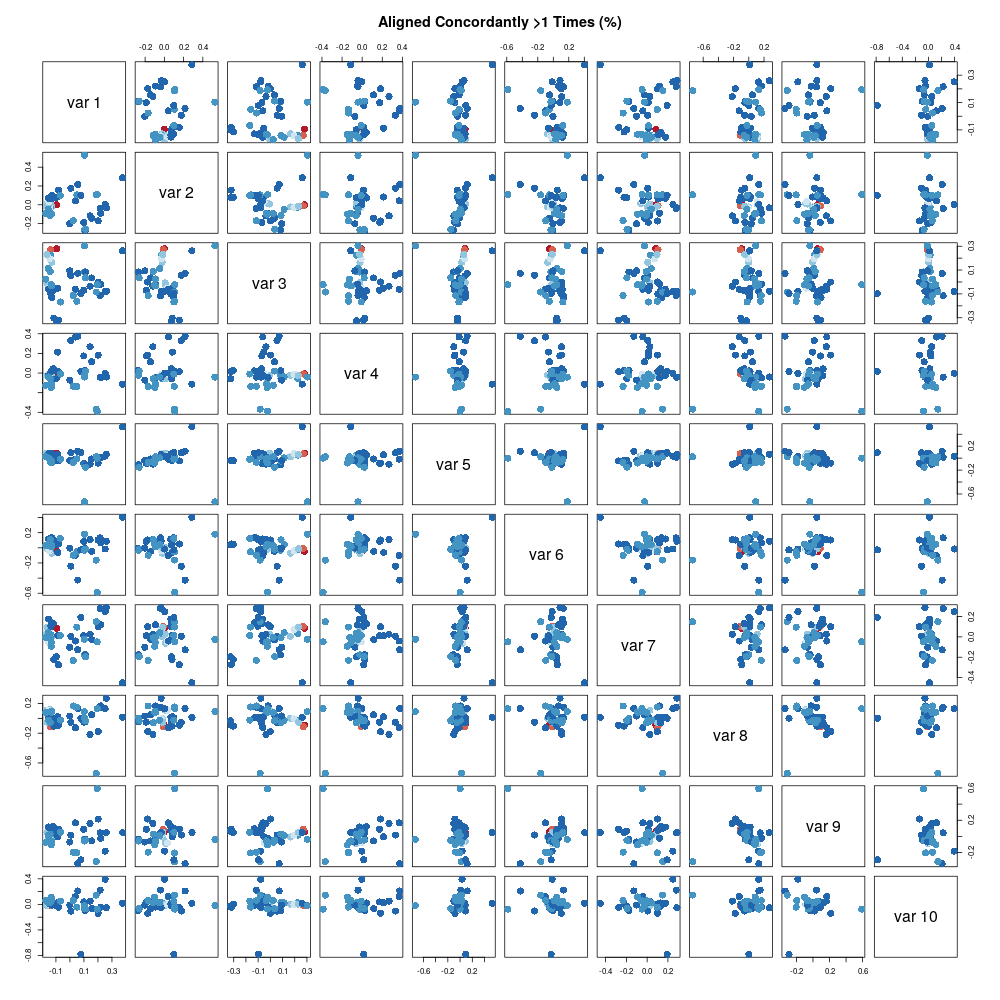 Aligned Concordantly >1 Times (%)
-0.2 0.0 0.2 0.4 -0.4 0.0 0.2 0.4 -0.6 -0.2 0.2 -0.6 -0.2 0.2 -0.8 -0.4 0.0 0.4
var 1
-0.1 0.1 0.3
var 2
-0.2 0.0 0.2 0.4
var 3
-0.3 -0.1 0.1 0.3
var 4
-0.4 0.0 0.2 0.4
var 5
-0.6 -0.2 0.2
var 6
-0.6 -0.2 0.2
var 7
-0.4 -0.2 0.0 0.2
var 8
-0.6 -0.2 0.2
var 9
-0.2 0.2 0.6
var 10
-0.8 -0.4 0.0 0.4
-0.1 0.1 0.3 -0.3 -0.1 0.1 0.3 -0.6 -0.2 0.2 -0.4 -0.2 0.0 0.2 -0.2 0.2 0.6